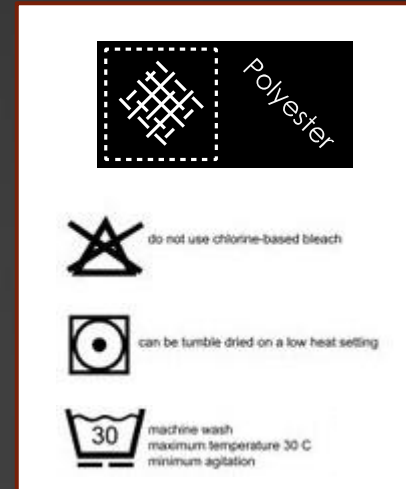 Polyester
do not use chlorine-based bleach
can be tumble dried on a low heat setting
30
machine wash
maximum temperature 30 C
minimum agitation